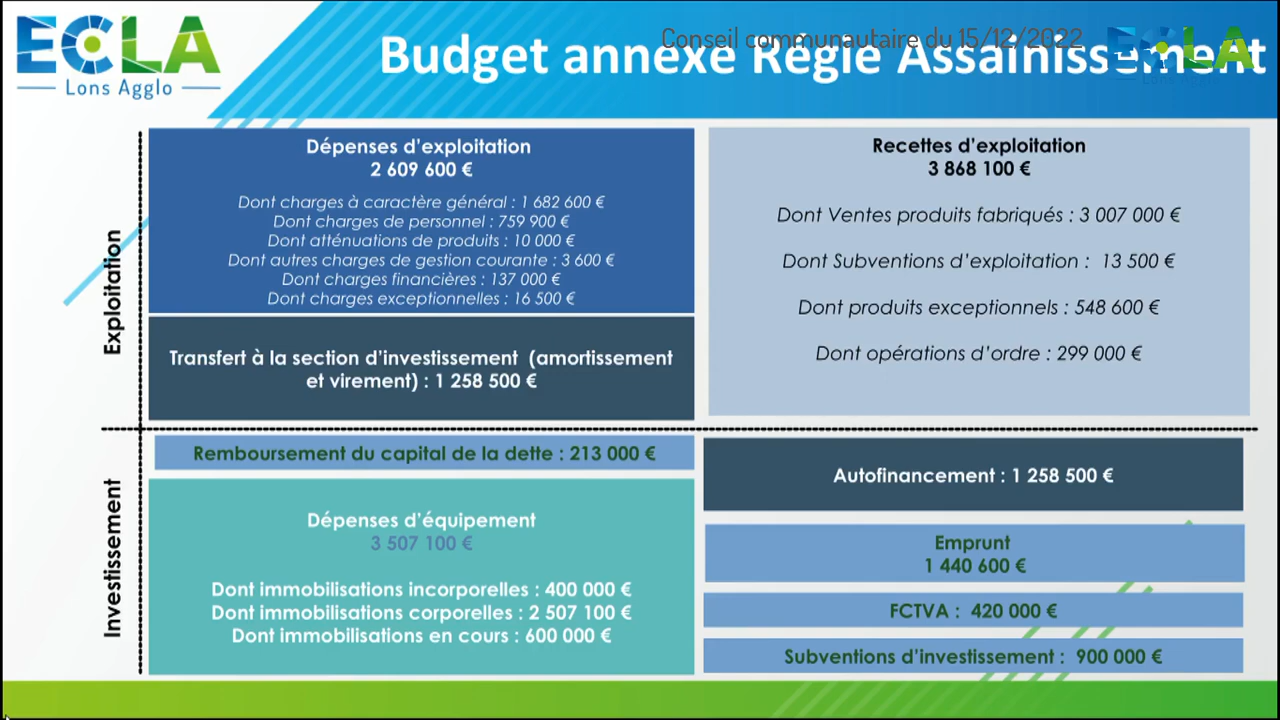 ECLA
Lons Agglo
Conseil communautaire du 15/12/2022
Budget annexe Régie Assainissement
ECLA
Lons Agglo
Exploitation
Dépenses d'exploitation
2 609 600 €
Dont charges à caractère général : 1 682 600 €
Dont charges de personnel : 759 900 €
Dont atténuations de produits : 10 000 €
Dont autres charges de gestion courante : 3 600 €
Dont charges financières : 137 000 €
Dont charges exceptionnelles : 16 500 €
Transfert à la section d'investissement (amortissement
et virement) : 1 258 500 €
Recettes d'exploitation
3 868 100 €
Dont Ventes produits fabriqués : 3 007 000 €
Dont Subventions d'exploitation : 13 500 €
Dont produits exceptionnels : 548 600 €
Dont opérations d'ordre : 299 000 €
Investissement
Remboursement du capital de la dette : 213 000 €
Dépenses d'équipement
3 507 100 €
Dont immobilisations incorporelles : 400 000 €
Dont immobilisations corporelles : 2 507 100 €
Dont immobilisations en cours : 600 000 €
Autofinancement : 1 258 500 €
Emprunt
1 440 600 €
FCTVA : 420 000 €
Subventions d'investissement : 900 000 €